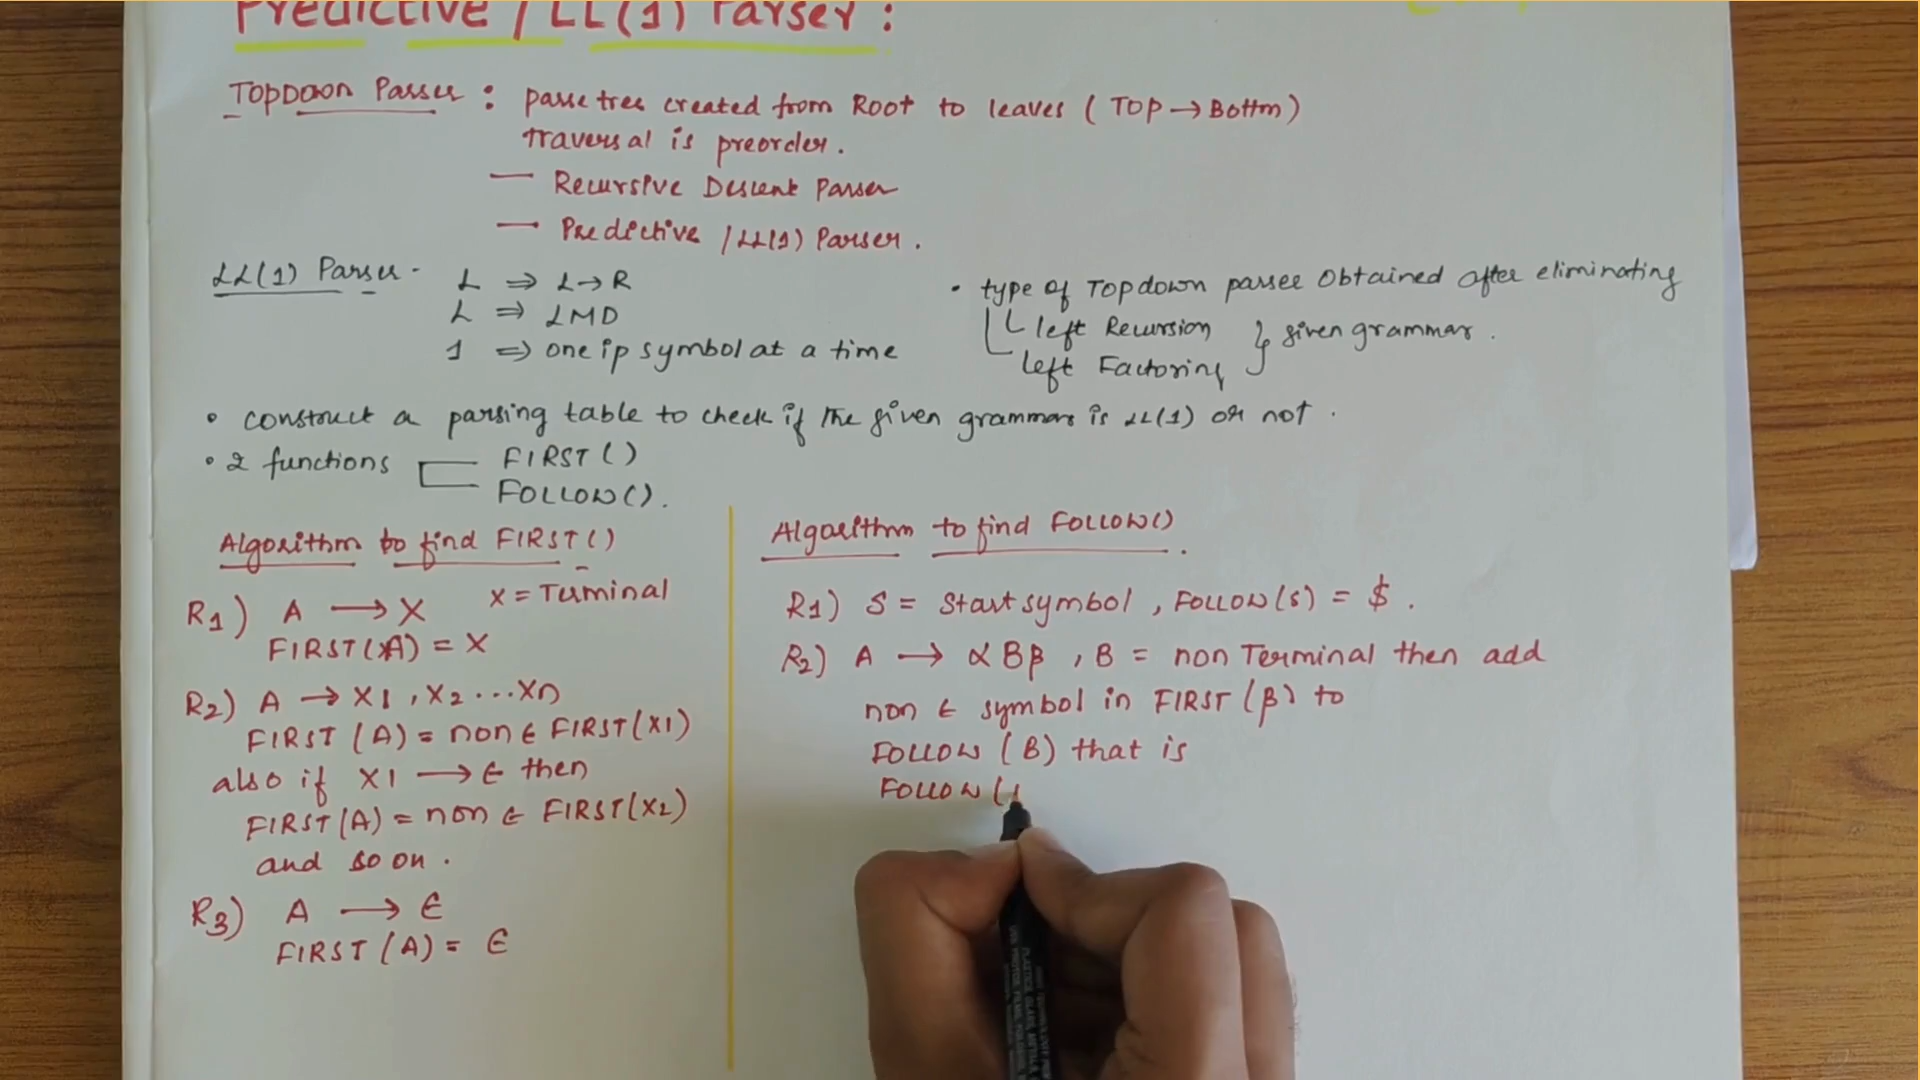 Predictive / LL(1) Parser :
TopDown Parser : parse tree created from Root to leaves ( TOP → Bottm )
traversal is preorder .
— Recursive Descent Parser
— Predictive / LL(1) Parser .
LL(1) Parser -
L ⇒ L → R
L ⇒ LMD
1 ⇒ one ip symbol at a time
• type of Topdown parser Obtained after eliminating
left Recursion } given grammar .
left Factoring
• construct a parsing table to check if the given grammar is LL(1) or not .
• 2 functions
FIRST ( )
FOLLOW ( ) .
Algorithm to find FIRST ( )
R1) A → X x = Terminal
FIRST (A) = X
R2) A → X1 , X2 ... Xn
FIRST (A) = non ϵ FIRST (X1)
also if X1 → ϵ then
FIRST (A) = non ϵ FIRST (X2)
and so on .
R3) A → ϵ
FIRST (A) = ϵ
Algorithm to find FOLLOW ( ) .
R1) S = Start symbol , FOLLOW (S) = $ .
R2) A → α B β , B = non Terminal then add
non ϵ symbol in FIRST (β) to
FOLLOW (B) that is
FOLLOW (